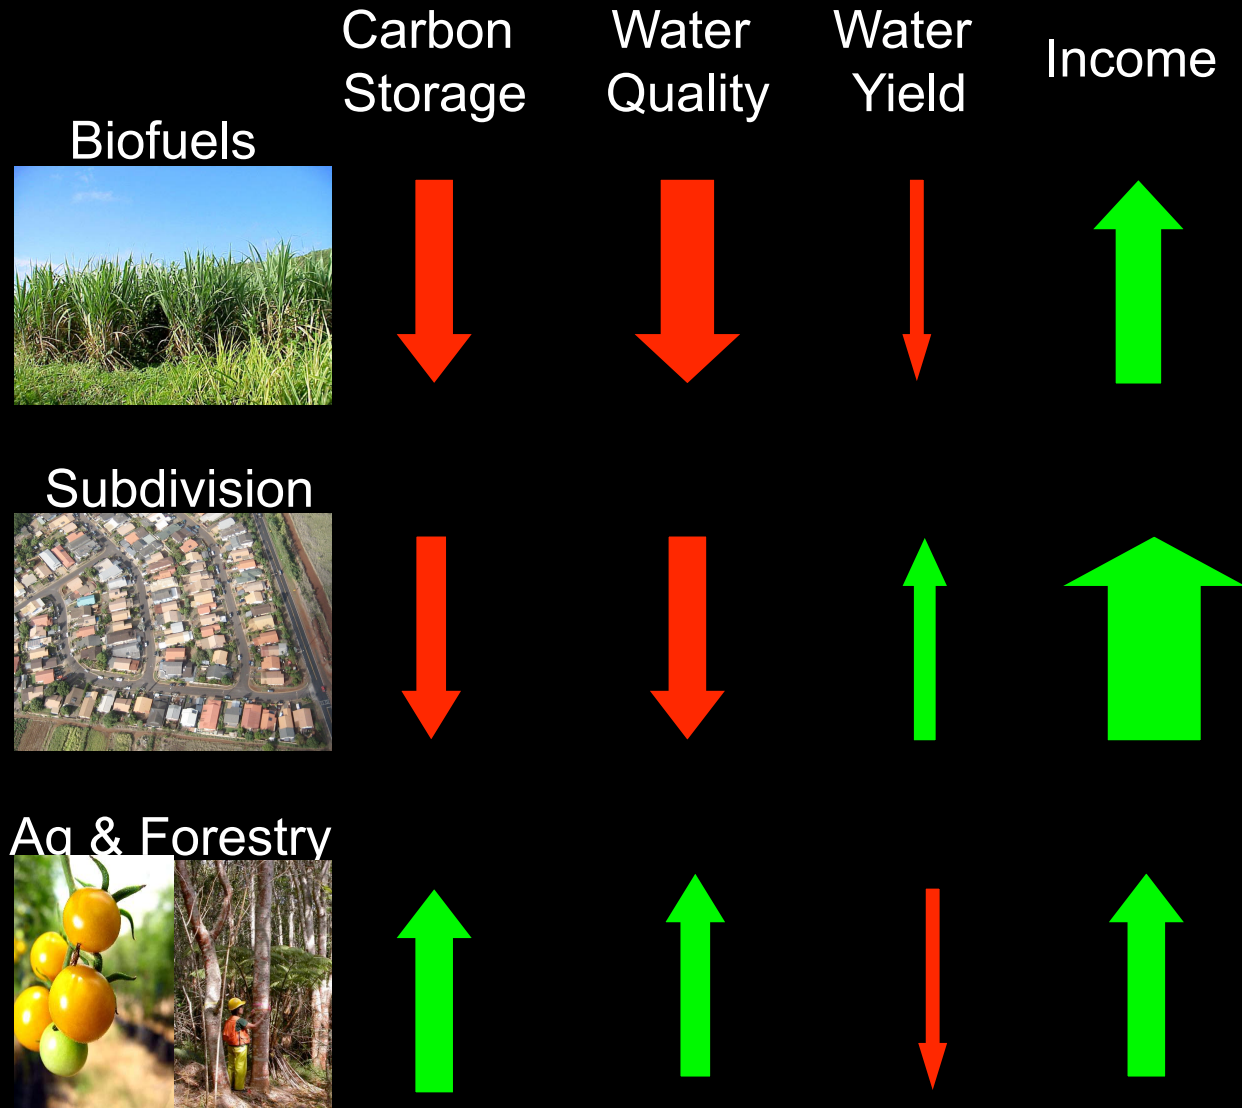 Carbon Storage
Water Quality
Water Yield
Income
Biofuels
Subdivision
Ag & Forestry